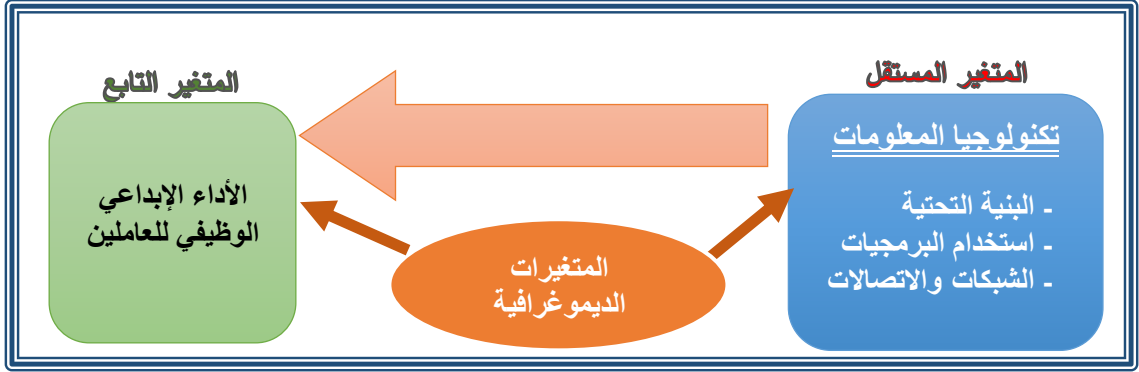 المتغير المستقل
تكنولوجيا المعلومات
- البنية التحتية
- استخدام البرمجيات
- الشبكات والاتصالات
المتغير التابع
الأداء الإبداعي
الوظيفي للعاملين
المتغيرات
الديموغرافية